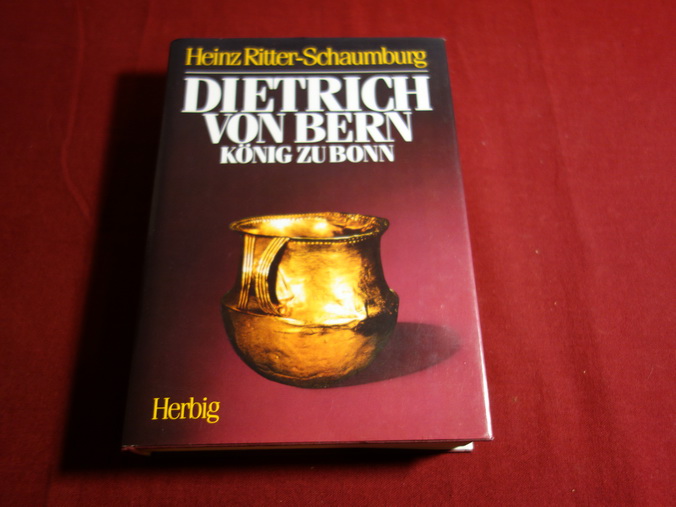 Heinz Ritter-Schaumburg
DIETRICH
VON BERN
KÖNIG ZU BONN
Herbig